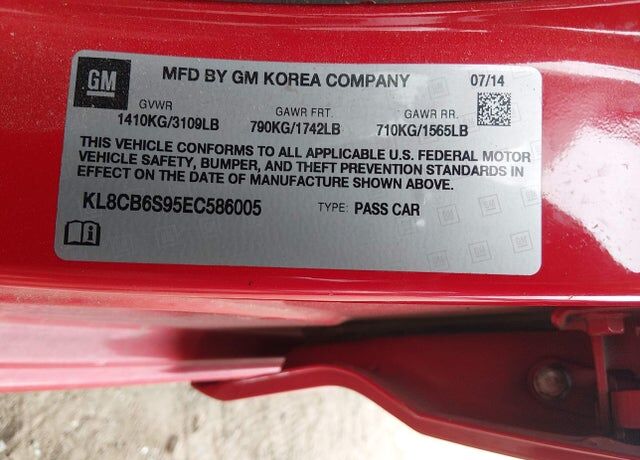 GM MFD BY GM KOREA COMPANY 07/14
GVWR GAWR FRT. GAWR RR.
1410KG/3109LB 790KG/1742LB 710KG/1565LB
THIS VEHICLE CONFORMS TO ALL APPLICABLE U.S. FEDERAL MOTOR
VEHICLE SAFETY, BUMPER, AND THEFT PREVENTION STANDARDS IN
EFFECT ON THE DATE OF MANUFACTURE SHOWN ABOVE.
KL8CB6S95EC586005 TYPE: PASS CAR